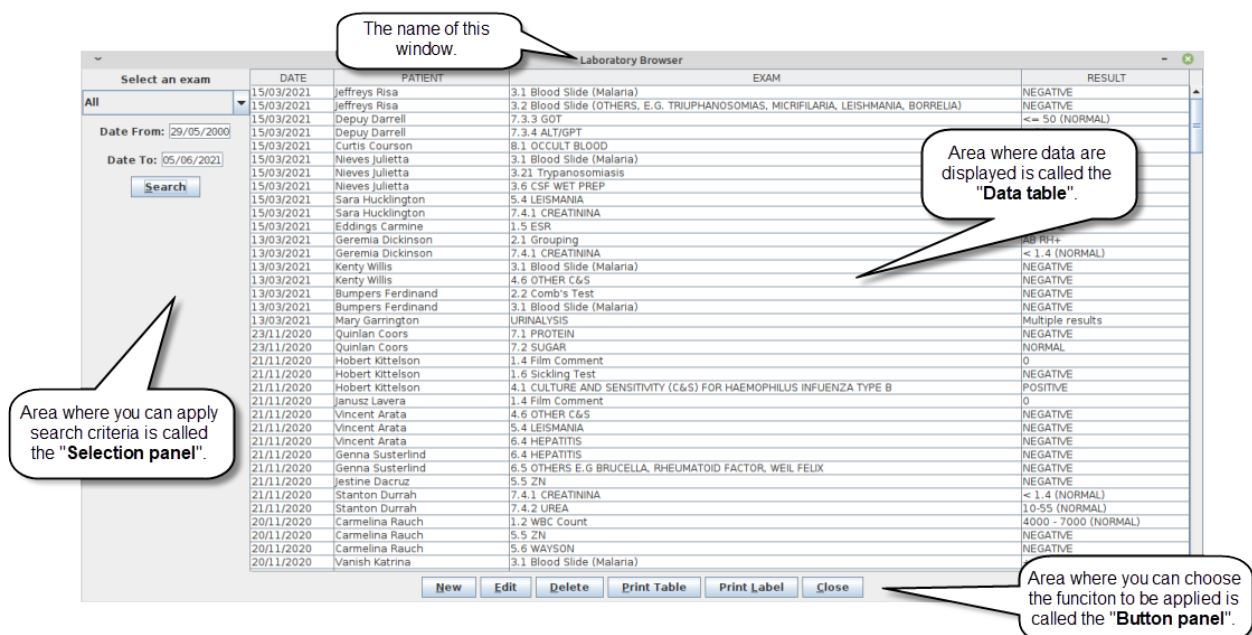 The name of this
window.
Laboratory Browser
Select an exam
All
Date From: 29/05/2000
Date To: 05/06/2021
Search
DATE PATIENT EXAM RESULT
15/03/2021 Jeffreys Risa 3.1 Blood Slide (Malaria) NEGATIVE
15/03/2021 Jeffreys Risa 3.2 Blood Slide (OTHERS, E.G. TRIUPHANOSOMIAS, MICRIFILARIA, LEISHMANIA, BORRELIA) NEGATIVE
15/03/2021 Depuy Darrell 7.3.3 GOT <= 50 (NORMAL)
15/03/2021 Depuy Darrell 7.3.4 ALT/GPT
15/03/2021 Curtis Courson 8.1 OCCULT BLOOD
15/03/2021 Nieves Julietta 3.1 Blood Slide (Malaria)
15/03/2021 Nieves Julietta 3.21 Trypanosomiasis
15/03/2021 Nieves Julietta 3.6 CSF WET PREP
15/03/2021 Sara Hucklington 5.4 LEISMANIA
15/03/2021 Sara Hucklington 7.4.1 CREATININA
15/03/2021 Eddings Carmine 1.5 ESR
13/03/2021 Geremia Dickinson 2.1 Grouping AB RH+
13/03/2021 Geremia Dickinson 7.4.1 CREATININA < 1.4 (NORMAL)
13/03/2021 Kenty Willis 3.1 Blood Slide (Malaria) NEGATIVE
13/03/2021 Kenty Willis 4.6 OTHER C&S NEGATIVE
13/03/2021 Bumpers Ferdinand 2.2 Comb's Test NEGATIVE
13/03/2021 Bumpers Ferdinand 3.1 Blood Slide (Malaria) NEGATIVE
13/03/2021 Mary Garrington URINALYSIS Multiple results
23/11/2020 Quinlan Coors 7.1 PROTEIN NEGATIVE
23/11/2020 Quinlan Coors 7.2 SUGAR NORMAL
21/11/2020 Hobert Kittelson 1.4 Film Comment 0
21/11/2020 Hobert Kittelson 1.6 Sickling Test NEGATIVE
21/11/2020 Hobert Kittelson 4.1 CULTURE AND SENSITIVITY (C&S) FOR HAEMOPHILUS INFUENZA TYPE B POSITIVE
21/11/2020 Janusz Lavera 1.4 Film Comment 0
21/11/2020 Vincent Arata 4.6 OTHER C&S NEGATIVE
21/11/2020 Vincent Arata 5.4 LEISMANIA NEGATIVE
21/11/2020 Vincent Arata 6.4 HEPATITIS NEGATIVE
21/11/2020 Genna Susterlind 6.4 HEPATITIS NEGATIVE
21/11/2020 Genna Susterlind 6.5 OTHERS E.G BRUCELLA, RHEUMATOID FACTOR, WEIL FELIX NEGATIVE
21/11/2020 Jestine Dacruz 5.5 ZN NEGATIVE
21/11/2020 Stanton Durrah 7.4.1 CREATININA < 1.4 (NORMAL)
21/11/2020 Stanton Durrah 7.4.2 UREA 10-55 (NORMAL)
20/11/2020 Carmelina Rauch 1.2 WBC Count 4000 - 7000 (NORMAL)
20/11/2020 Carmelina Rauch 5.5 ZN NEGATIVE
20/11/2020 Carmelina Rauch 5.6 WAYSON NEGATIVE
20/11/2020 Vanish Katrina 3.1 Blood Slide (Malaria)
Area where data are
displayed is called the
"Data table".
Area where you can apply
search criteria is called
the "Selection panel".
New Edit Delete Print Table Print Label Close
Area where you can choose
the funciton to be applied is
called the "Button panel".